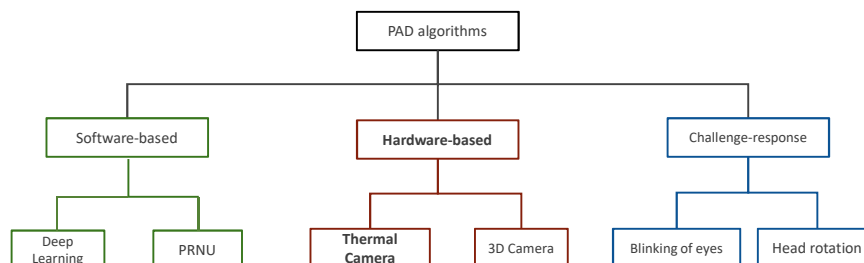 PAD algorithms
Software-based
Hardware-based
Challenge-response
Deep
Learning
PRNU
Thermal
Camera
3D Camera
Blinking of eyes
Head rotation